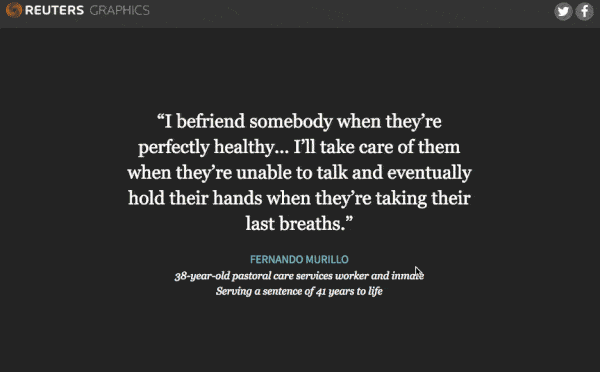 REUTERS GRAPHICS
“I befriend somebody when they’re
perfectly healthy... I’ll take care of them
when they’re unable to talk and eventually
hold their hands when they’re taking their
last breaths.”
FERNANDO MURILLO
38-year-old pastoral care services worker and inmate
Serving a sentence of 41 years to life